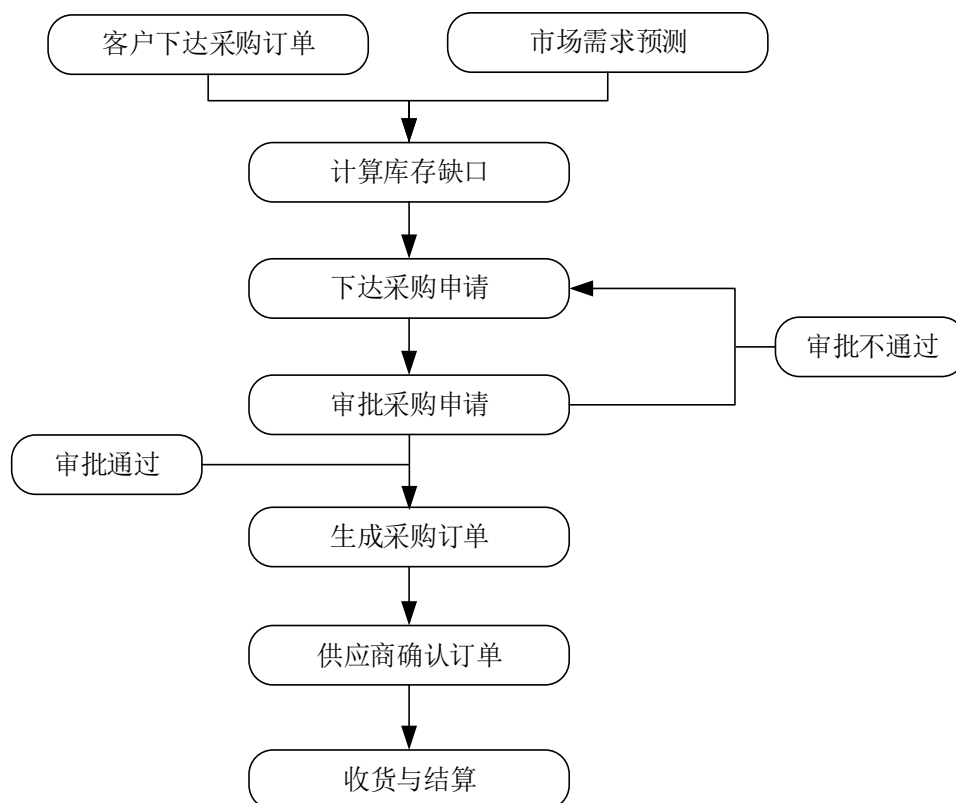 客户下达采购订单
市场需求预测
计算库存缺口
下达采购申请
审批不通过
审批采购申请
审批通过
生成采购订单
供应商确认订单
收货与结算